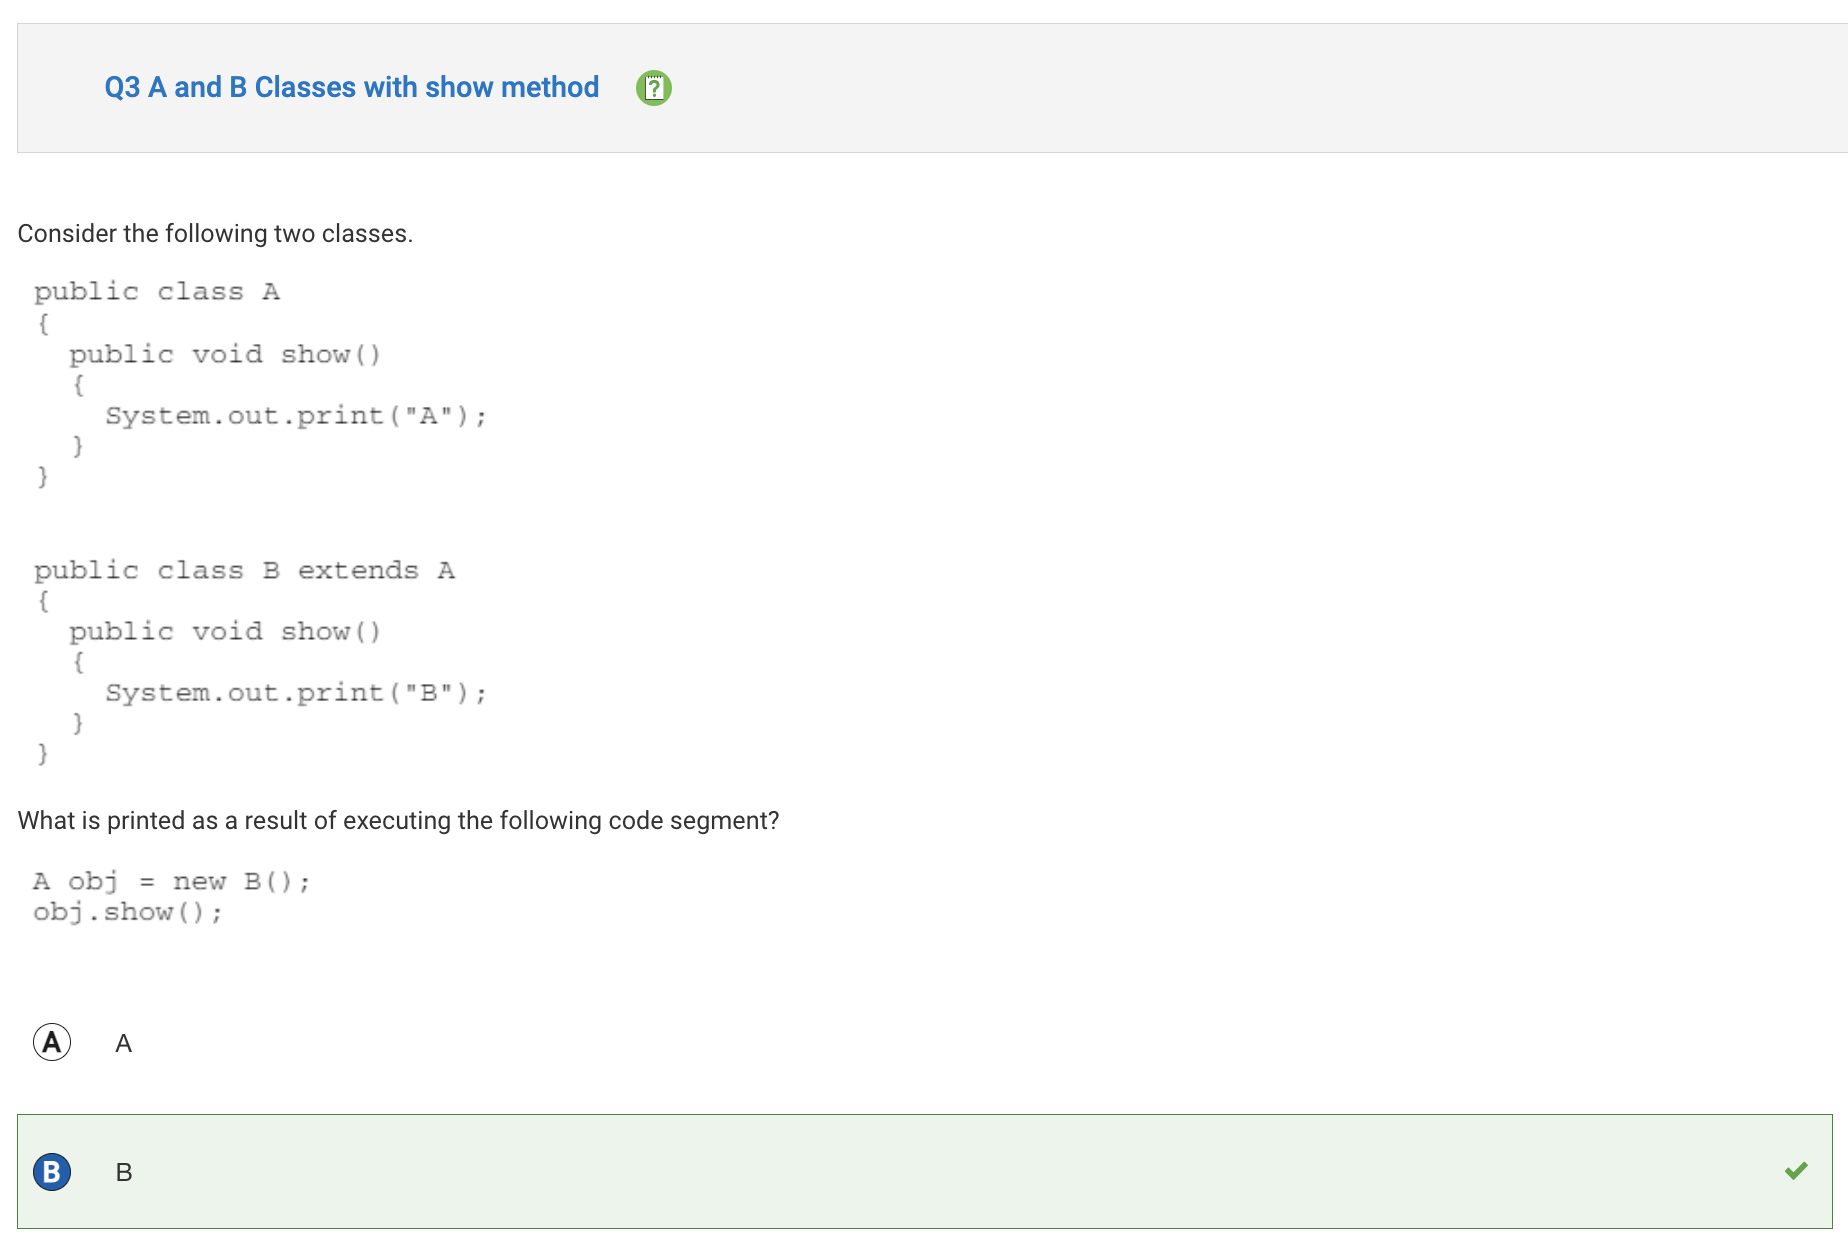 Q3 A and B Classes with show method
?
Consider the following two classes.
public class A
{
public void show()
{
System.out.print("A");
}
}
public class B extends A
{
public void show()
{
System.out.print("B");
}
}
What is printed as a result of executing the following code segment?
A obj = new B();
obj.show();
A A
B B